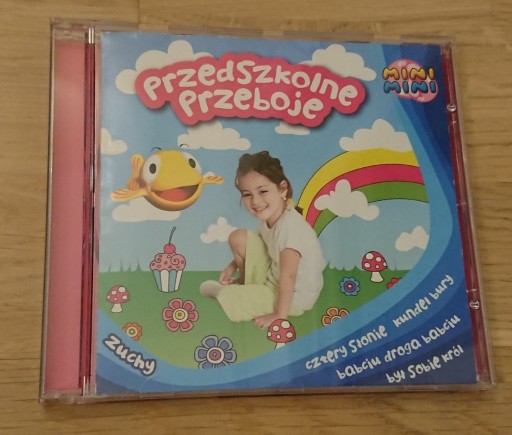 PrzedSzkolne
Przeboje
MINI
MINI
Zuchy
cztery słonie kundel bury
babciu droga babciu
był sobie król